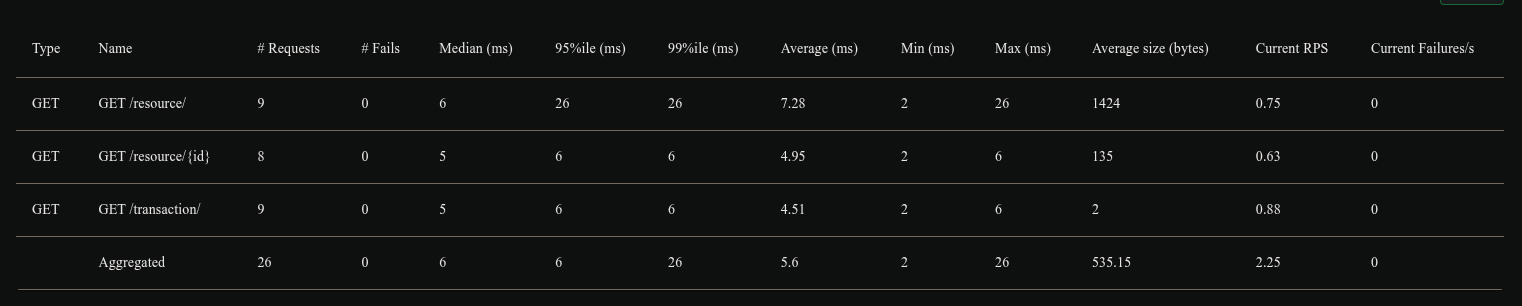 Type Name # Requests # Fails Median (ms) 95%ile (ms) 99%ile (ms) Average (ms) Min (ms) Max (ms) Average size (bytes) Current RPS Current Failures/s
GET GET /resource/ 9 0 6 26 26 7.28 2 26 1424 0.75 0
GET GET /resource/{id} 8 0 5 6 6 4.95 2 6 135 0.63 0
GET GET /transaction/ 9 0 5 6 6 4.51 2 6 2 0.88 0
Aggregated 26 0 6 6 26 5.6 2 26 535.15 2.25 0